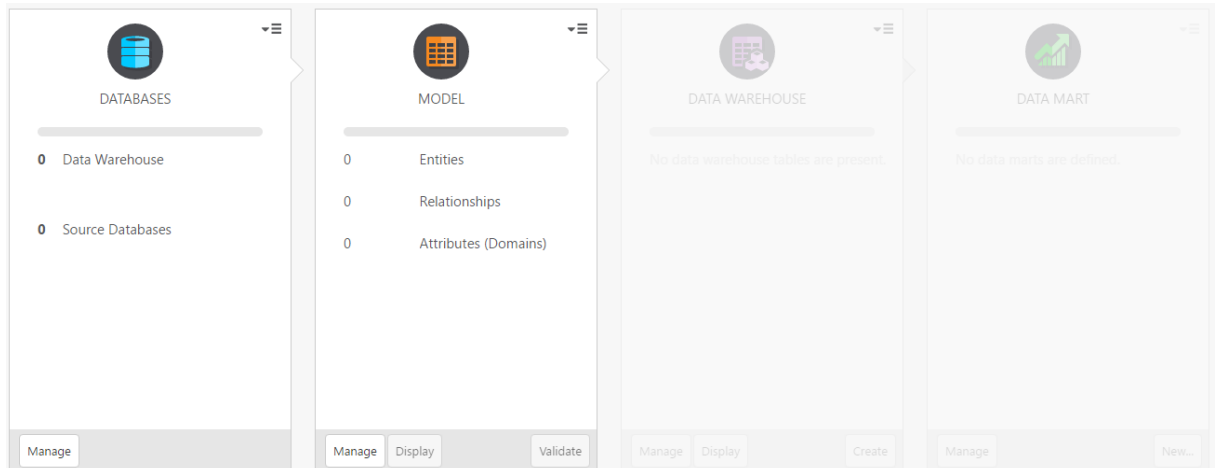 DATABASES
0 Data Warehouse
0 Source Databases
Manage
MODEL
0 Entities
0 Relationships
0 Attributes (Domains)
Manage Display Validate
DATA WAREHOUSE
No data warehouse tables are present.
Manage Display Create
DATA MART
No data marts are defined.
Manage New...